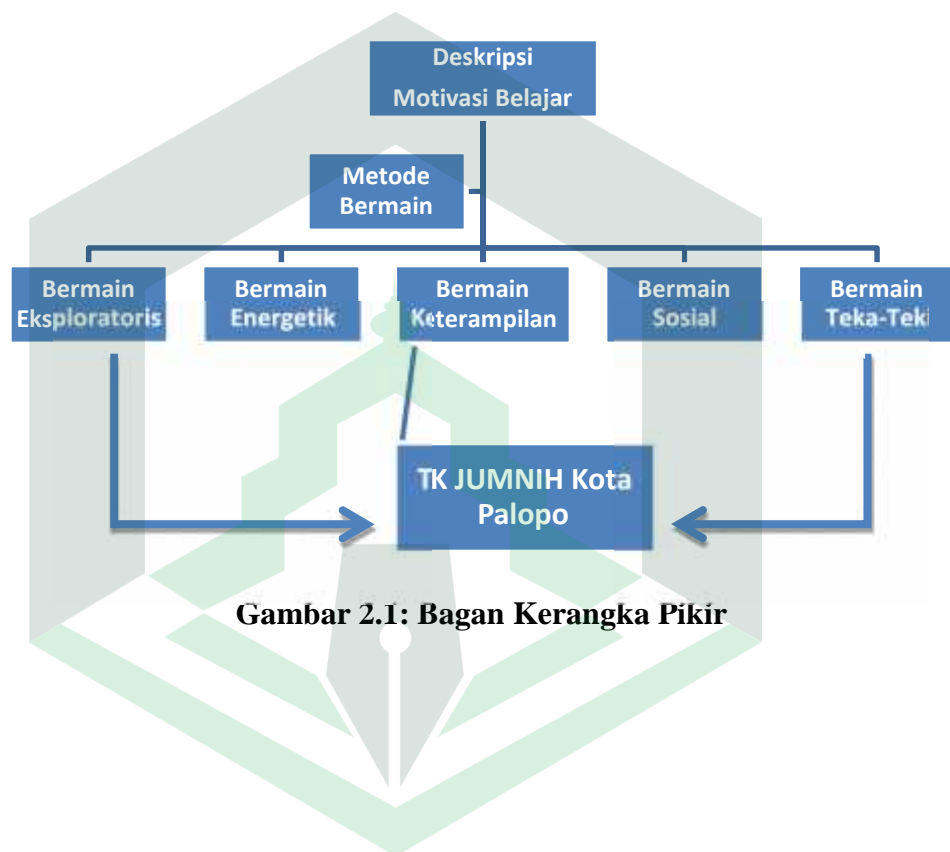 Deskripsi
Motivasi Belajar
Metode
Bermain
Bermain
Eksploratoris
Bermain
Energetik
Bermain
Keterampilan
Bermain
Sosial
Bermain
Teka-Teki
TK JUMNIH Kota
Palopo
Gambar 2.1: Bagan Kerangka Pikir